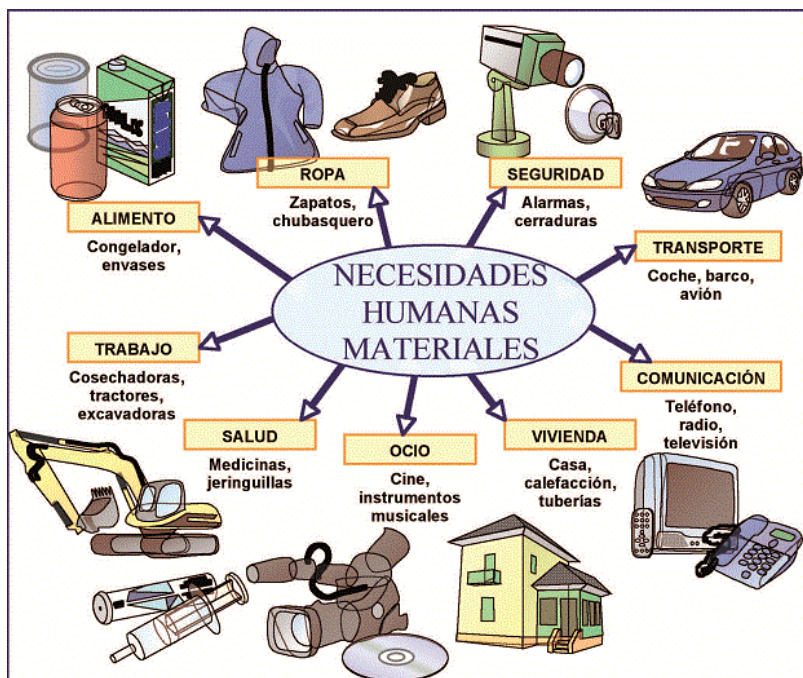 ROPA
Zapatos,
chubasquero
SEGURIDAD
Alarmas,
cerraduras
ALIMENTO
Congelador,
envases
TRANSPORTE
Coche, barco,
avión
NECESIDADES
HUMANAS
MATERIALES
TRABAJO
Cosechadoras,
tractores,
excavadoras
COMUNICACIÓN
Teléfono,
radio,
televisión
SALUD
Medicinas,
jeringuillas
OCIO
Cine,
instrumentos
musicales
VIVIENDA
Casa,
calefacción,
tuberías